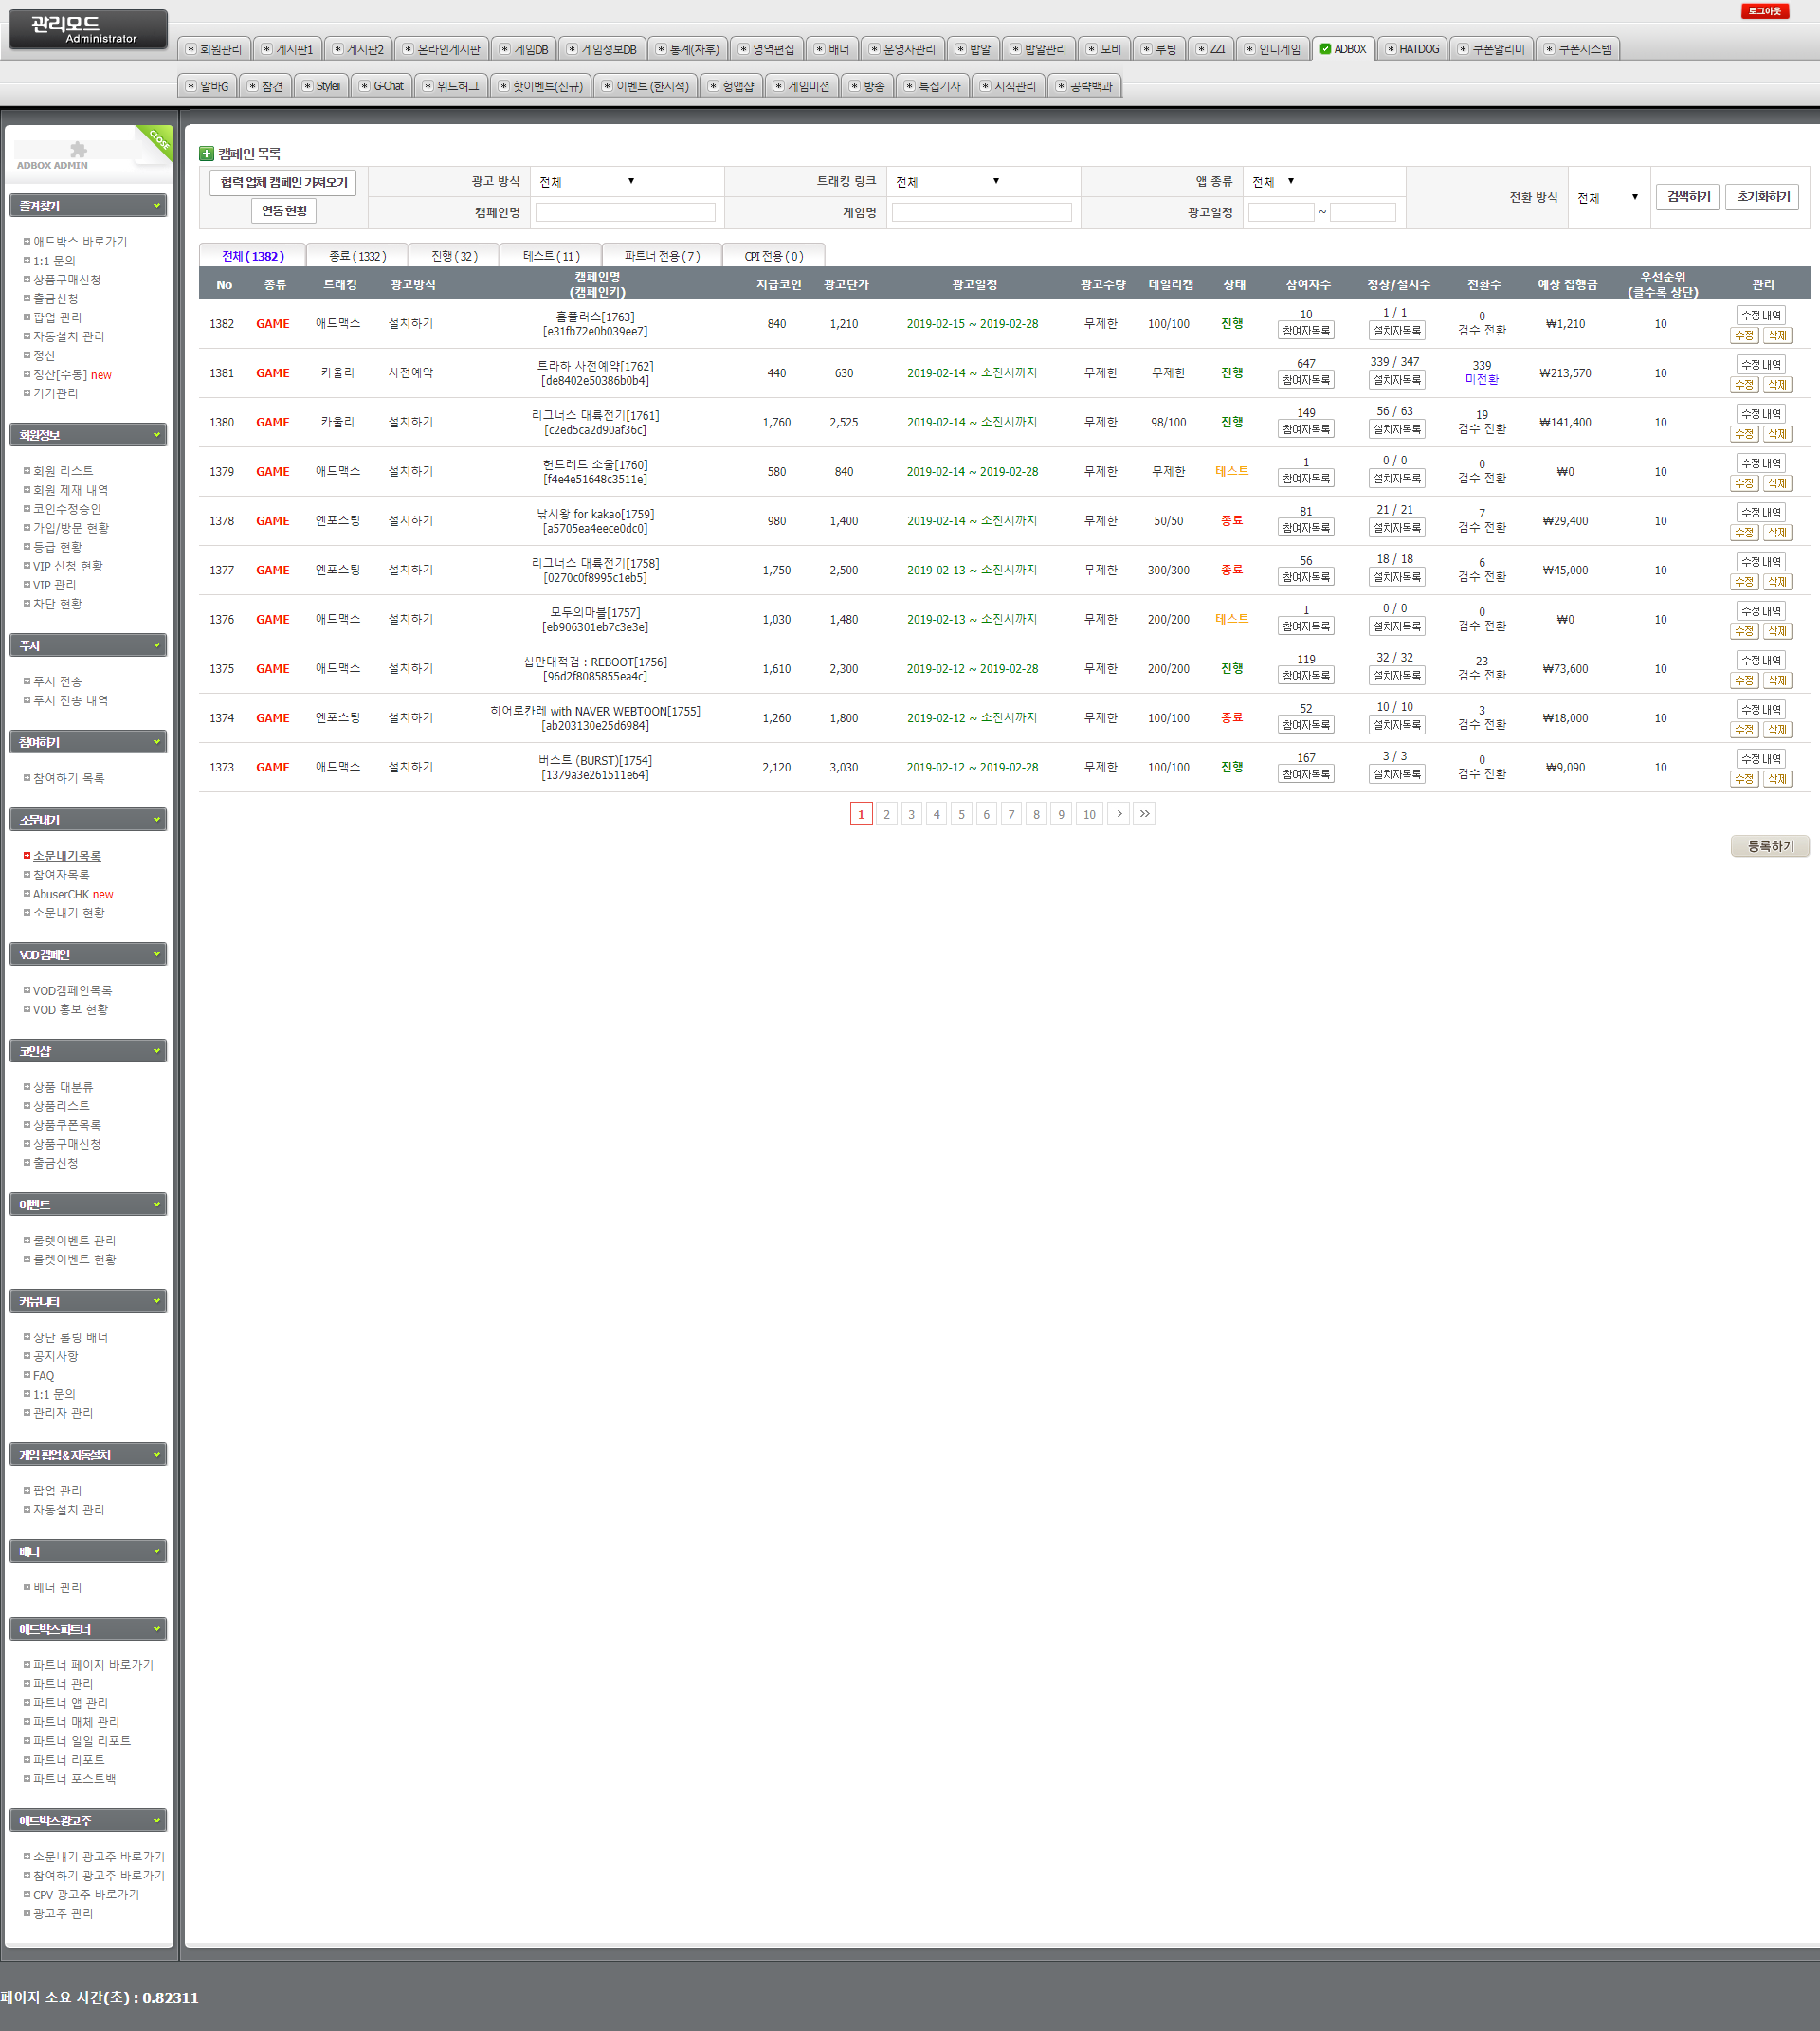 관리모드
Administrator
로그아웃
회원관리 게시판1 게시판2 온라인게시판 게임DB 게임정보DB 통계(차후) 영역편집 배너 운영자관리 밥알 밥알관리 모비 루팅 ZZI 인디게임 ADBOX HATDOG 쿠폰알리미 쿠폰시스템
알바G 참견 Styleii G-Chat 위드허그 핫이벤트(신규) 이벤트 (한시적) 헝앱샵 게임미션 방송 특집기사 지식관리 공략백과
CLOSE
ADBOX ADMIN
즐겨찾기
애드박스 바로가기
1:1 문의
상품구매신청
출금신청
팝업 관리
자동설치 관리
정산
정산[수동] new
기기관리
회원정보
회원 리스트
회원 제재 내역
코인수정승인
가입/방문 현황
등급 현황
VIP 신청 현황
VIP 관리
차단 현황
푸시
푸시 전송
푸시 전송 내역
참여하기
참여하기 목록
소문내기
소문내기목록
참여자목록
AbuserCHK new
소문내기 현황
VOD 캠페인
VOD캠페인목록
VOD 홍보 현황
코인샵
상품 대분류
상품리스트
상품쿠폰목록
상품구매신청
출금신청
이벤트
룰렛이벤트 관리
룰렛이벤트 현황
커뮤니티
상단 롤링 배너
공지사항
FAQ
1:1 문의
관리자 관리
게임 팝업 & 자동설치
팝업 관리
자동설치 관리
배너
배너 관리
애드박스 파트너
파트너 페이지 바로가기
파트너 관리
파트너 앱 관리
파트너 매체 관리
파트너 일일 리포트
파트너 리포트
파트너 포스트백
애드박스 광고주
소문내기 광고주 바로가기
참여하기 광고주 바로가기
CPV 광고주 바로가기
광고주 관리
캠페인 목록
협력 업체 캠페인 가져오기 광고 방식 전체 트래킹 링크 전체 앱 종류 전체 전환 방식 전체 검색하기 초기화하기
연동 현황 캠페인명 게임명 광고일정 ~
전체 ( 1382 ) 종료 ( 1332 ) 진행 ( 32 ) 테스트 ( 11 ) 파트너 전용 ( 7 ) CPI 전용 ( 0 )
No 종류 트래킹 광고방식 캠페인명 (캠페인키) 지급코인 광고단가 광고일정 광고수량 데일리캡 상태 참여자수 정상/설치수 전환수 예상 집행금 우선순위 (클수록 상단) 관리
1382 GAME 애드맥스 설치하기 홈플러스[1763] [e31fb72e0b039ee7] 840 1,210 2019-02-15 ~ 2019-02-28 무제한 100/100 진행 10 참여자목록 1 / 1 설치자목록 0 검수 전환 ₩1,210 10 수정 내역 수정 삭제
1381 GAME 카울리 사전예약 트라하 사전예약[1762] [de8402e50386b0b4] 440 630 2019-02-14 ~ 소진시까지 무제한 무제한 진행 647 참여자목록 339 / 347 설치자목록 339 미전환 ₩213,570 10 수정 내역 수정 삭제
1380 GAME 카울리 설치하기 리그너스 대륙전기[1761] [c2ed5ca2d90af36c] 1,760 2,525 2019-02-14 ~ 소진시까지 무제한 98/100 진행 149 참여자목록 56 / 63 설치자목록 19 검수 전환 ₩141,400 10 수정 내역 수정 삭제
1379 GAME 애드맥스 설치하기 헌드레드 소울[1760] [f4e4e51648c3511e] 580 840 2019-02-14 ~ 2019-02-28 무제한 무제한 테스트 1 참여자목록 0 / 0 설치자목록 0 검수 전환 ₩0 10 수정 내역 수정 삭제
1378 GAME 엔포스팅 설치하기 낚시왕 for kakao[1759] [a5705ea4eece0dc0] 980 1,400 2019-02-14 ~ 소진시까지 무제한 50/50 종료 81 참여자목록 21 / 21 설치자목록 7 검수 전환 ₩29,400 10 수정 내역 수정 삭제
1377 GAME 엔포스팅 설치하기 리그너스 대륙전기[1758] [0270c0f8995c1eb5] 1,750 2,500 2019-02-13 ~ 소진시까지 무제한 300/300 종료 56 참여자목록 18 / 18 설치자목록 6 검수 전환 ₩45,000 10 수정 내역 수정 삭제
1376 GAME 애드맥스 설치하기 모두의마블[1757] [eb906301eb7c3e3e] 1,030 1,480 2019-02-13 ~ 소진시까지 무제한 200/200 테스트 1 참여자목록 0 / 0 설치자목록 0 검수 전환 ₩0 10 수정 내역 수정 삭제
1375 GAME 애드맥스 설치하기 십만대적검 : REBOOT[1756] [96d2f8085855ea4c] 1,610 2,300 2019-02-12 ~ 2019-02-28 무제한 200/200 진행 119 참여자목록 32 / 32 설치자목록 23 검수 전환 ₩73,600 10 수정 내역 수정 삭제
1374 GAME 엔포스팅 설치하기 히어로칸타레 with NAVER WEBTOON[1755] [ab203130e25d6984] 1,260 1,800 2019-02-12 ~ 소진시까지 무제한 100/100 종료 52 참여자목록 10 / 10 설치자목록 3 검수 전환 ₩18,000 10 수정 내역 수정 삭제
1373 GAME 애드맥스 설치하기 버스트 (BURST)[1754] [1379a3e261511e64] 2,120 3,030 2019-02-12 ~ 2019-02-28 무제한 100/100 진행 167 참여자목록 3 / 3 설치자목록 0 검수 전환 ₩9,090 10 수정 내역 수정 삭제
1 2 3 4 5 6 7 8 9 10 > >>
등록하기
페이지 소요 시간(초) : 0.82311